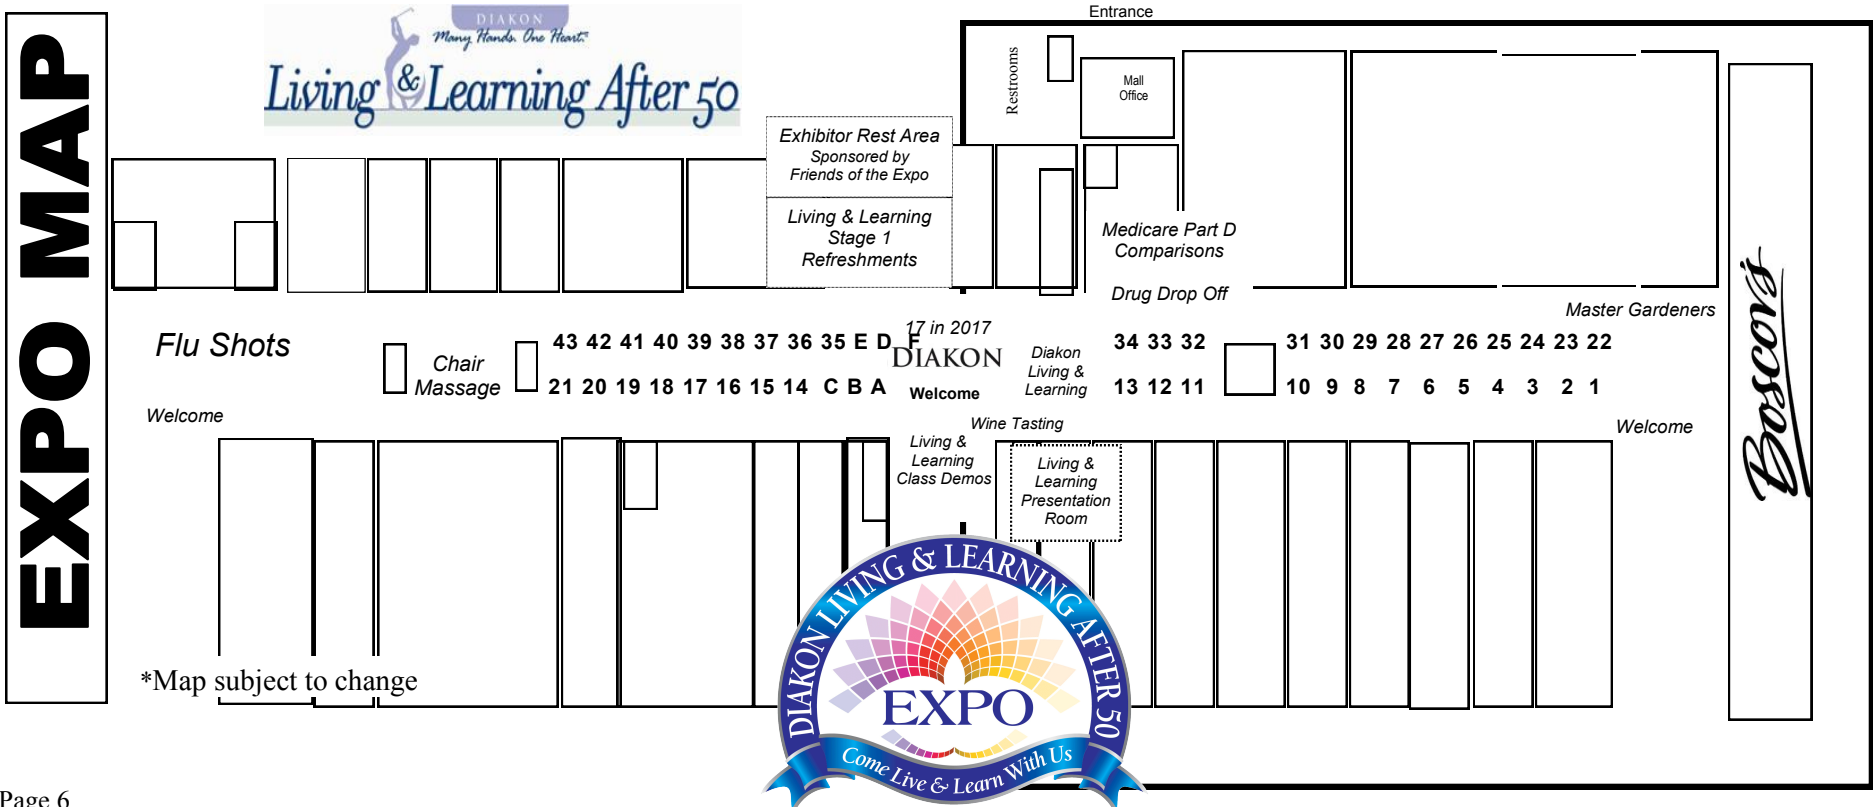 Entrance
EXPO MAP
DIAKON
Many Hands. One Heart.
Living & Learning After 50
Restrooms
Mall
Office
Exhibitor Rest Area
Sponsored by
Friends of the Expo
Living & Learning
Stage 1
Refreshments
Medicare Part D
Comparisons
Drug Drop Off
Master Gardeners
Boscov's
Flu Shots
Chair
Massage
43 42 41 40 39 38 37 36 35 E D F
17 in 2017
DIAKON
Welcome
Diakon
Living &
Learning
34 33 32
31 30 29 28 27 26 25 24 23 22
21 20 19 18 17 16 15 14 C B A
13 12 11
10 9 8 7 6 5 4 3 2 1
Welcome
Wine Tasting
Welcome
Living &
Learning
Class Demos
Living &
Learning
Presentation
Room
*Map subject to change
DIAKON LIVING & LEARNING AFTER 50
EXPO
Come Live & Learn With Us
Page 6